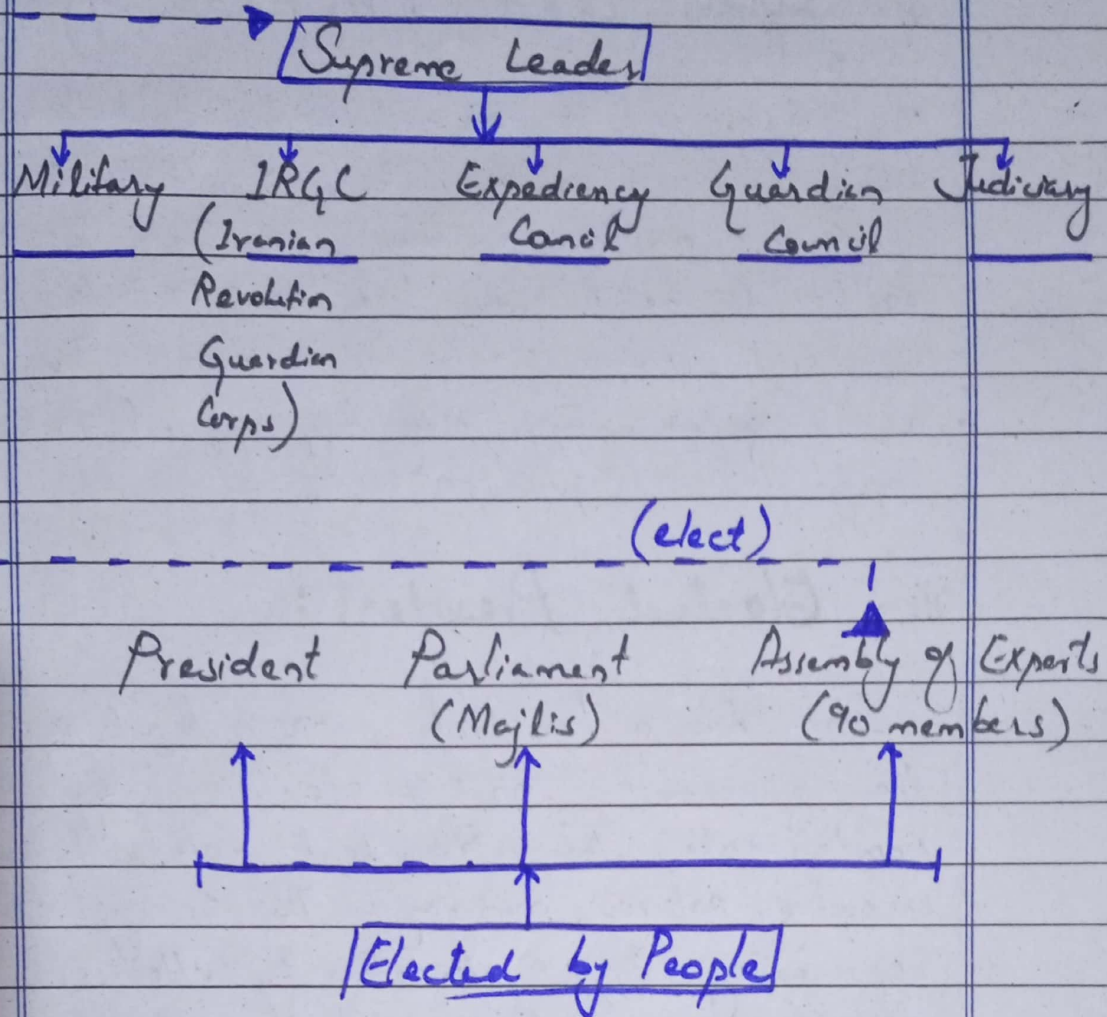 Supreme Leader
Military IRGC Expediency Guardian Judiciary
(Iranian Concil Council
Revolution
Guardian
Corps)
(elect)
President Parliament Assembly of Experts
(Majlis) (90 members)
Elected by People